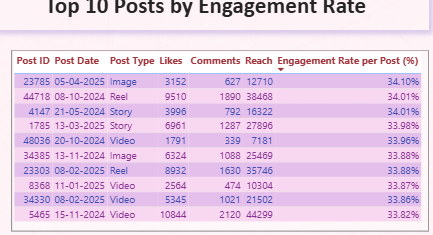 Top 10 Posts by Engagement Rate
Post ID Post Date Post Type Likes Comments Reach Engagement Rate per Post (%)
23785 05-04-2025 Image 3152 627 12710 34.10%
44718 08-10-2024 Reel 9510 1890 38468 34.01%
4147 21-05-2024 Story 3996 792 16322 34.01%
1785 13-03-2025 Story 6961 1287 27896 33.98%
48036 20-10-2024 Video 1791 339 7181 33.96%
34385 13-11-2024 Image 6324 1088 25469 33.88%
23303 08-02-2025 Reel 8932 1630 35746 33.88%
8368 11-01-2025 Video 2564 474 10304 33.87%
34330 08-02-2025 Video 5345 1021 21502 33.86%
5465 15-11-2024 Video 10844 2120 44299 33.82%